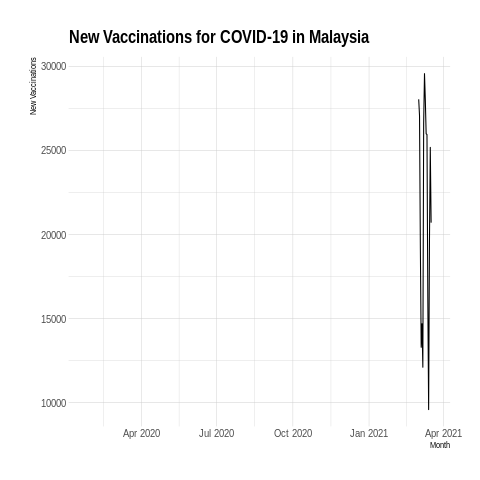 New Vaccinations for COVID-19 in Malaysia
New Vaccinations
30000
25000
20000
15000
10000
Apr 2020 Jul 2020 Oct 2020 Jan 2021 Apr 2021
Month